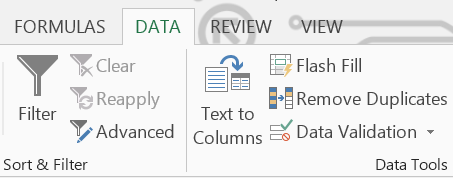 FORMULAS DATA REVIEW VIEW
Filter
Clear
Reapply
Advanced
Sort & Filter
Text to
Columns
Flash Fill
Remove Duplicates
Data Validation
Data Tools